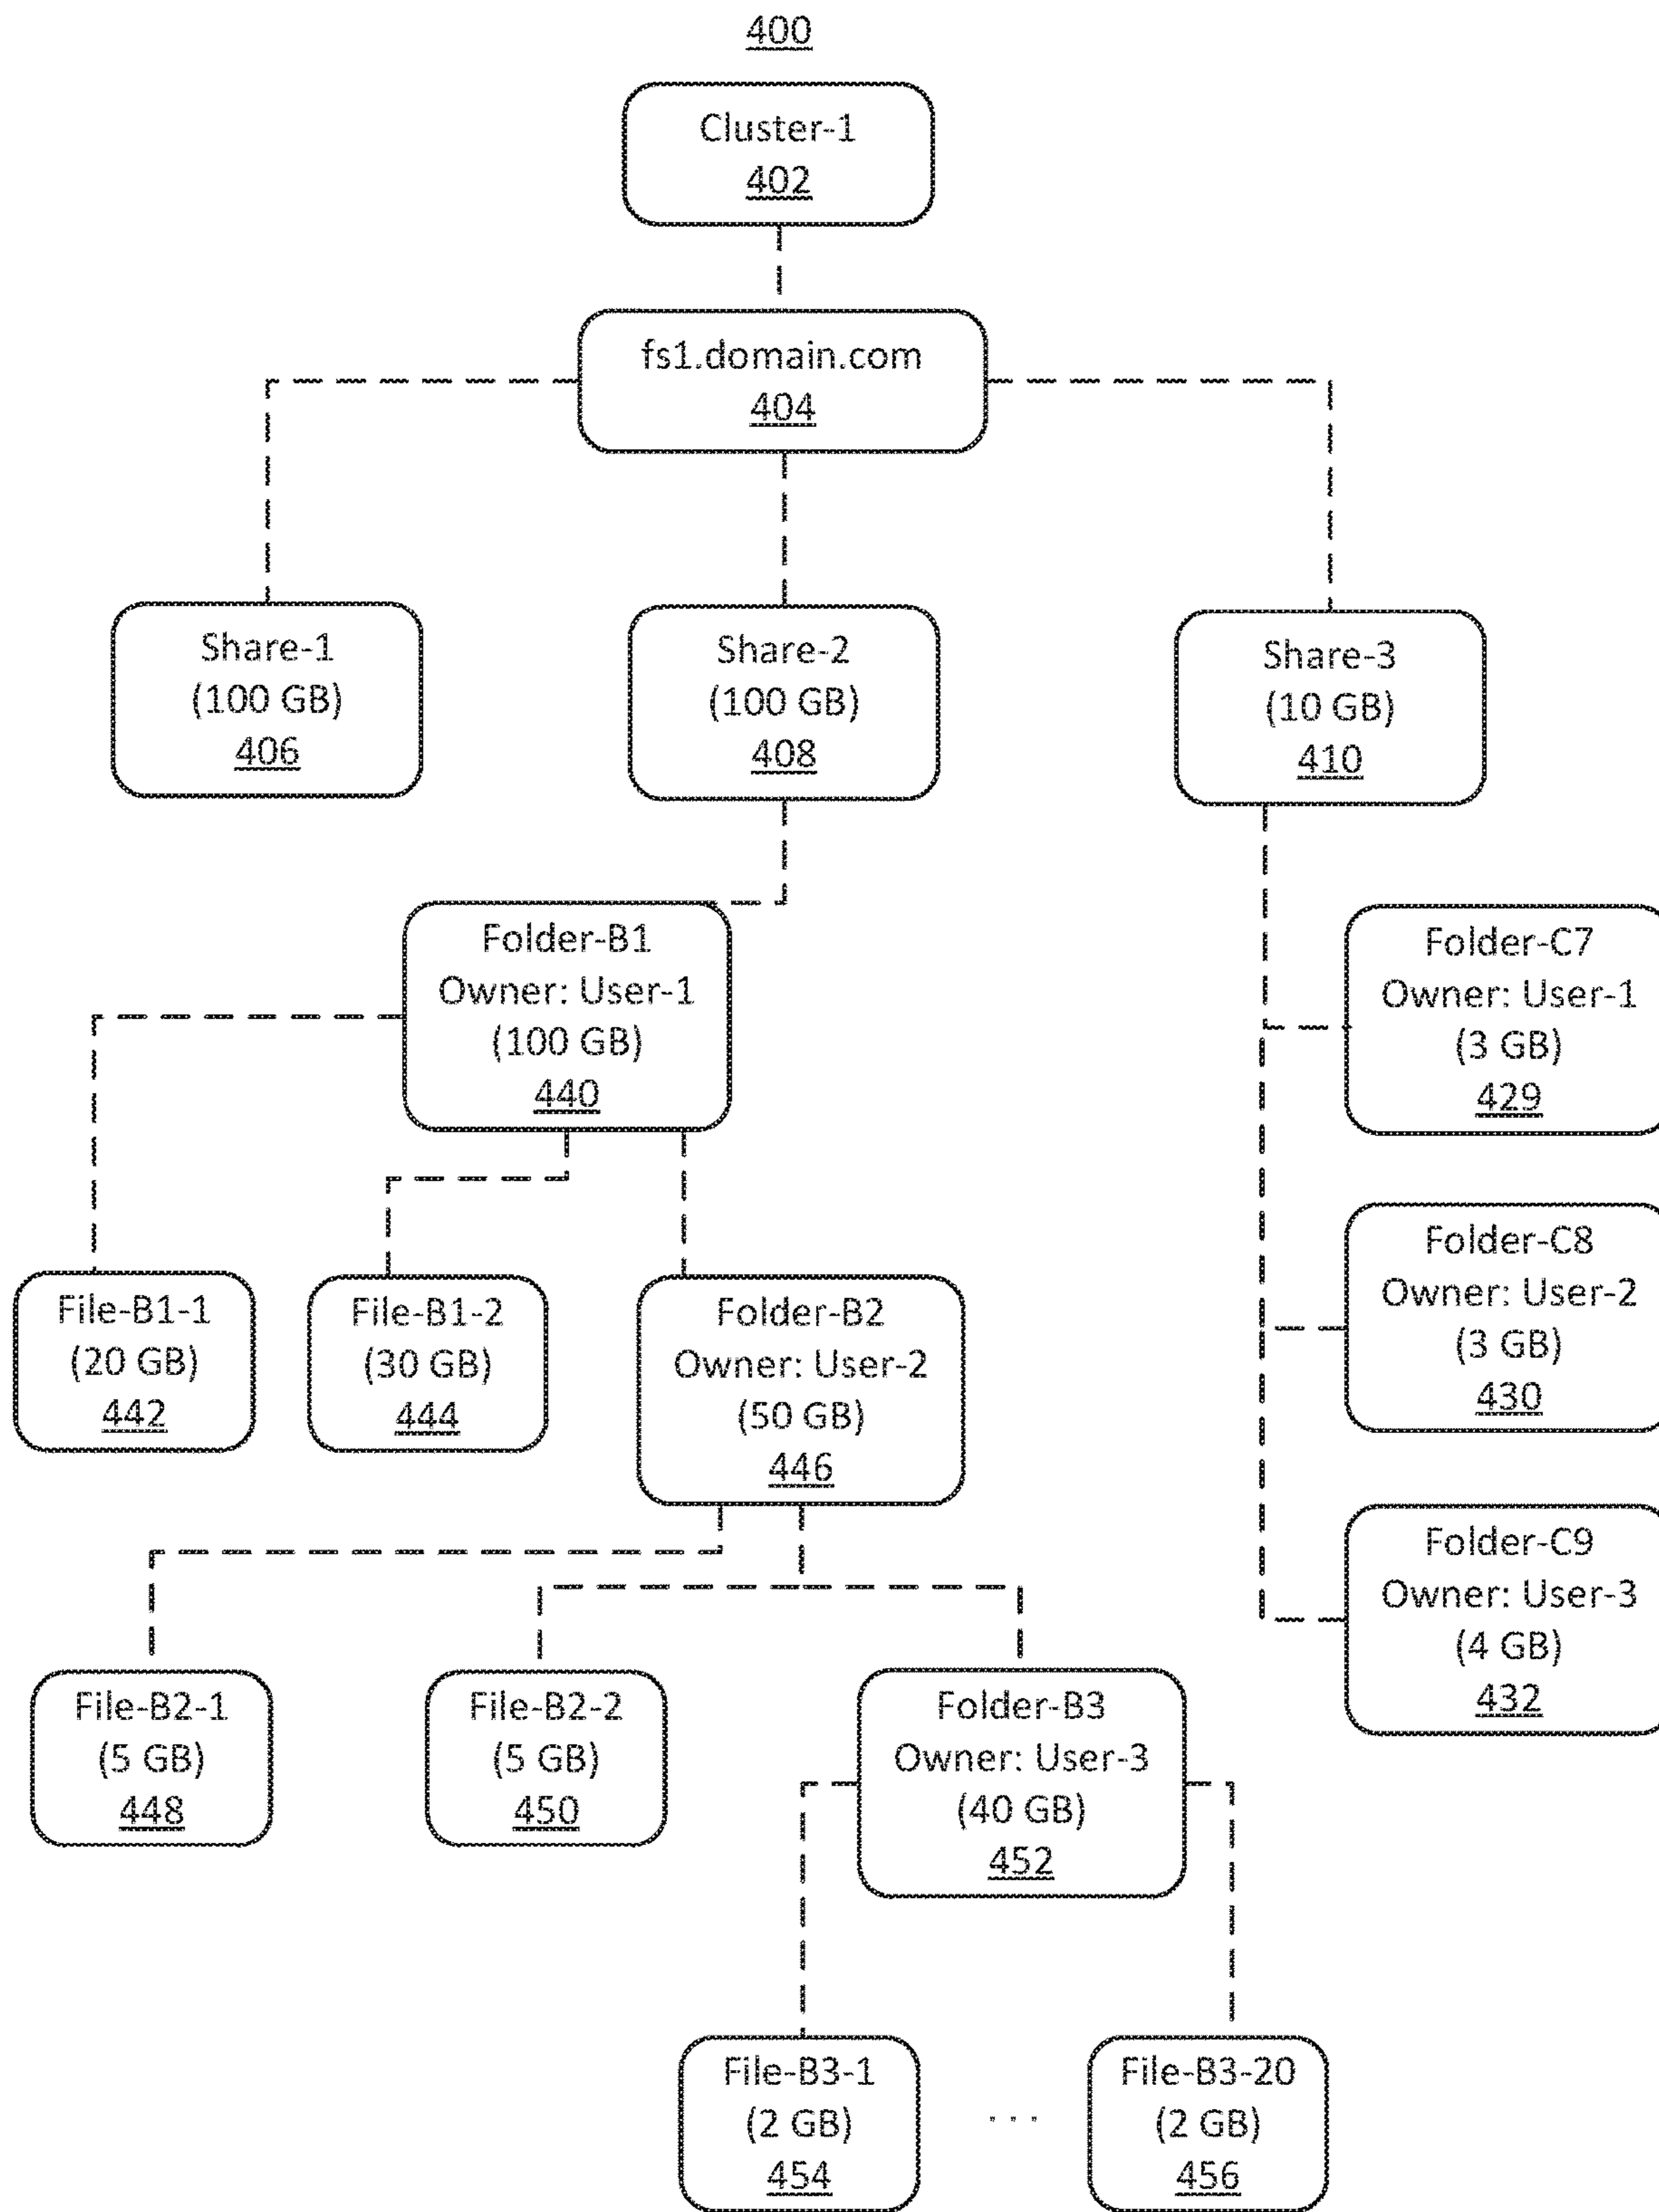 400
Cluster-1
402
fs1.domain.com
404
Share-1
(100 GB)
406
Share-2
(100 GB)
408
Share-3
(10 GB)
410
Folder-B1
Owner: User-1
(100 GB)
440
Folder-C7
Owner: User-1
(3 GB)
429
File-B1-1
(20 GB)
442
File-B1-2
(30 GB)
444
Folder-B2
Owner: User-2
(50 GB)
446
Folder-C8
Owner: User-2
(3 GB)
430
Folder-C9
Owner: User-3
(4 GB)
432
File-B2-1
(5 GB)
448
File-B2-2
(5 GB)
450
Folder-B3
Owner: User-3
(40 GB)
452
File-B3-1
(2 GB)
454
. . .
File-B3-20
(2 GB)
456